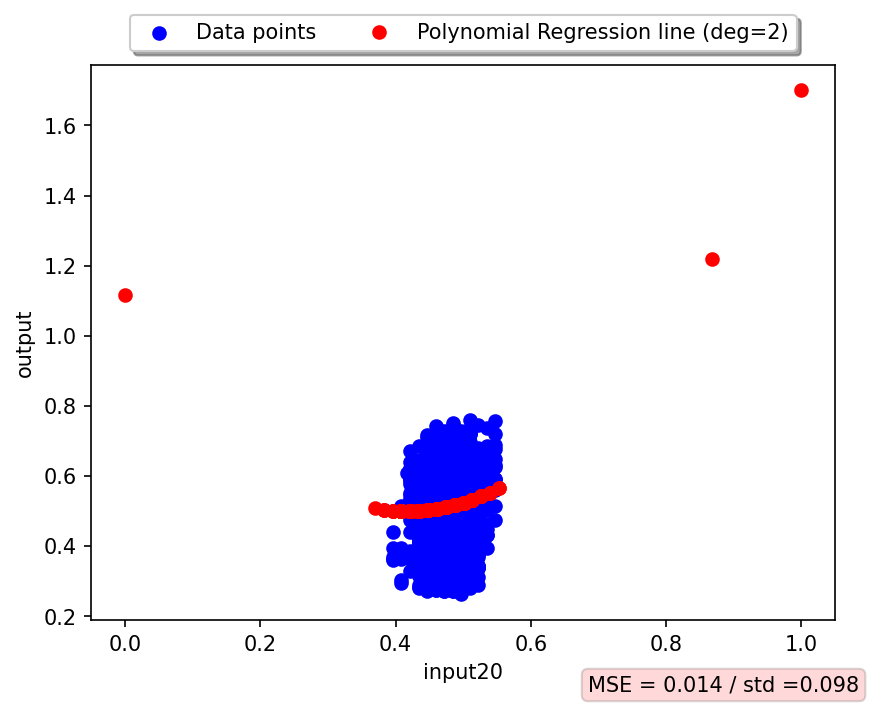 Data points
Polynomial Regression line (deg=2)
1.6
1.4
1.2
1.0
0.8
0.6
0.4
0.2
output
0.0 0.2 0.4 0.6 0.8 1.0
input20
MSE = 0.014 / std =0.098